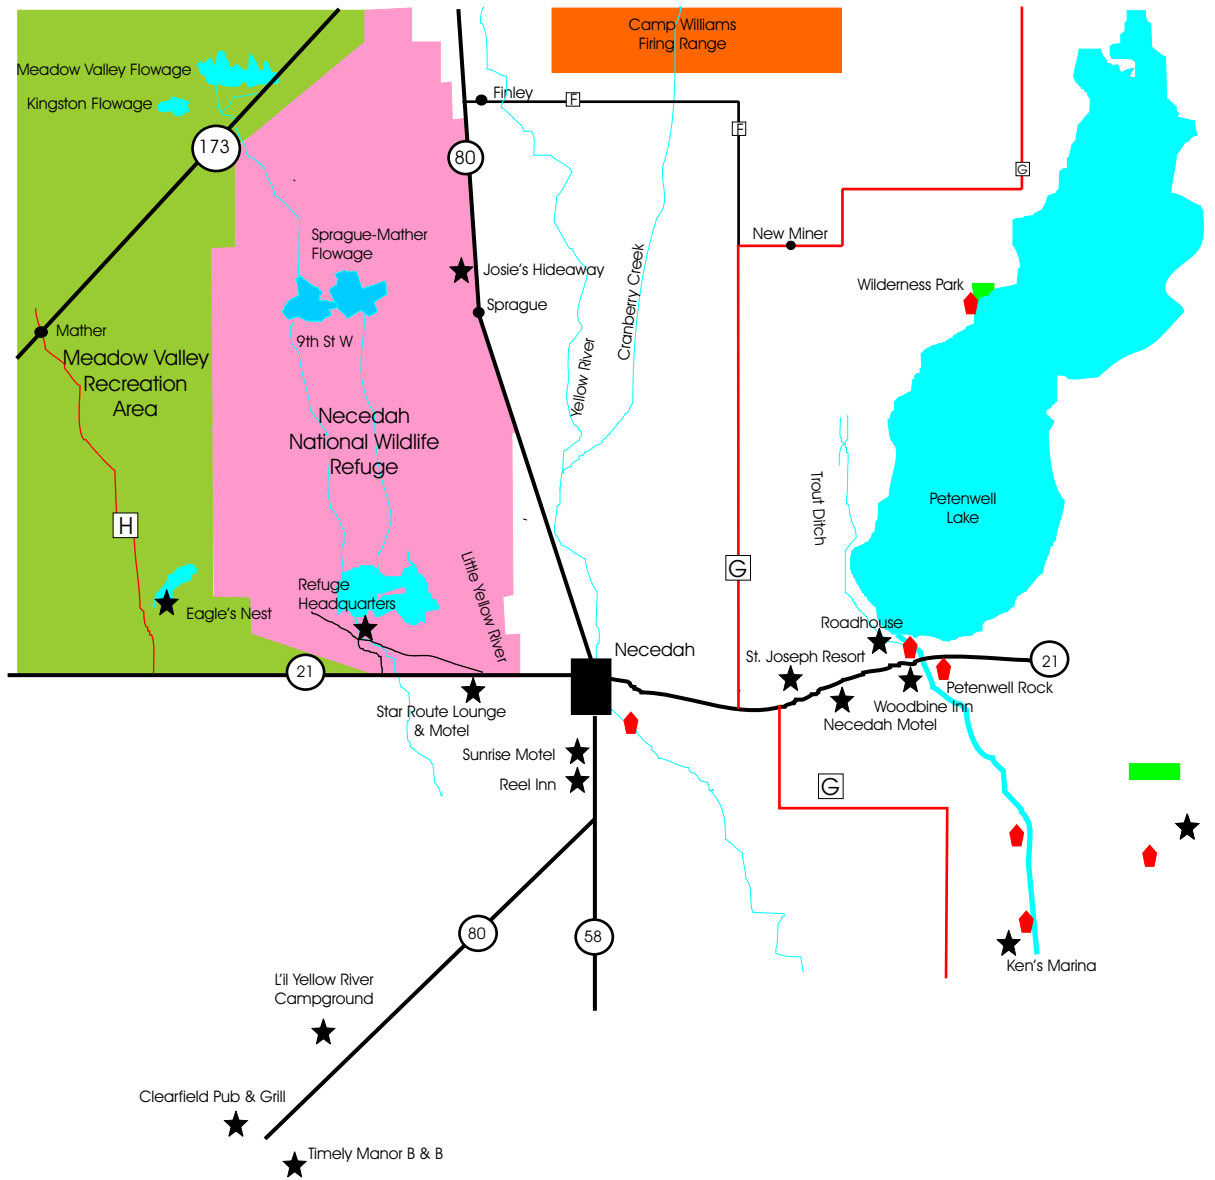 Camp Williams
Firing Range
Meadow Valley Flowage
Kingston Flowage
Finley
F
F
173
80
G
New Miner
Sprague-Mather
Flowage
Josie's Hideaway
Sprague
Cranberry Creek
Wilderness Park
Mather
9th St W
Yellow River
Meadow Valley
Recreation
Area
Necedah
National Wildlife
Refuge
Trout Ditch
Petenwell
Lake
H
G
Little Yellow River
Refuge
Headquarters
Eagle's Nest
Roadhouse
Necedah
St. Joseph Resort
21
21
Petenwell Rock
Woodbine Inn
Necedah Motel
Star Route Lounge
& Motel
Sunrise Motel
Reel Inn
G
80
58
Ken's Marina
L'il Yellow River
Campground
Clearfield Pub & Grill
Timely Manor B & B